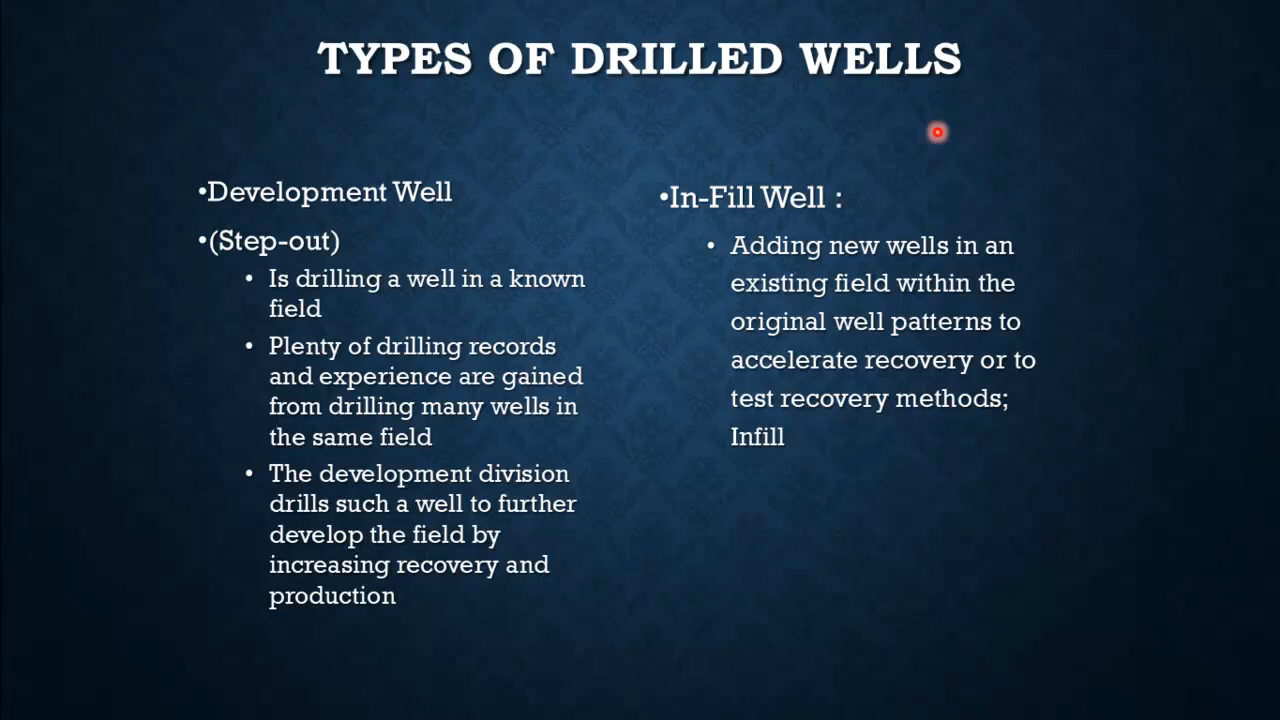 TYPES OF DRILLED WELLS
•Development Well
•(Step-out)
• Is drilling a well in a known
field
• Plenty of drilling records
and experience are gained
from drilling many wells in
the same field
• The development division
drills such a well to further
develop the field by
increasing recovery and
production
•In-Fill Well :
• Adding new wells in an
existing field within the
original well patterns to
accelerate recovery or to
test recovery methods;
Infill